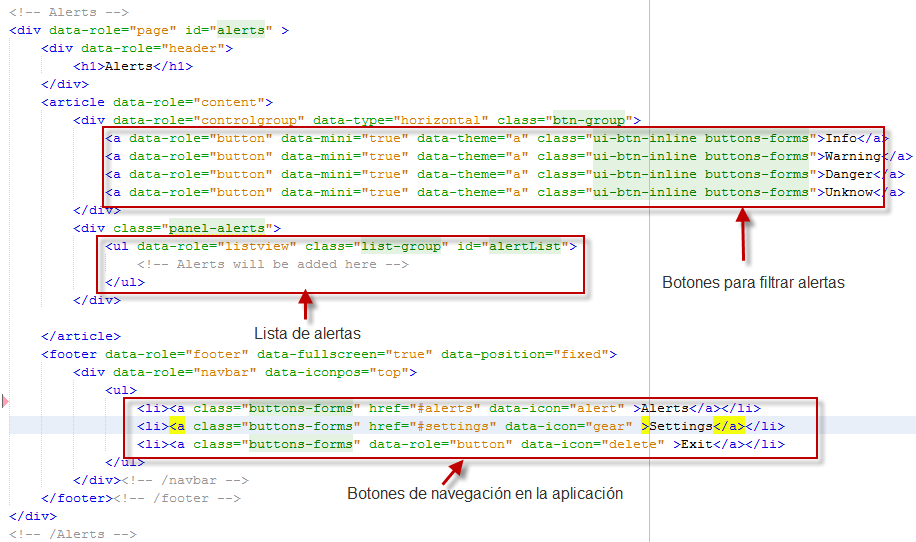 <!-- Alerts -->
<div data-role="page" id="alerts" >
<div data-role="header">
<h1>Alerts</h1>
</div>
<article data-role="content">
<div data-role="controlgroup" data-type="horizontal" class="btn-group">
<a data-role="button" data-mini="true" data-theme="a" class="ui-btn-inline buttons-forms">Info</a>
<a data-role="button" data-mini="true" data-theme="a" class="ui-btn-inline buttons-forms">Warning</a>
<a data-role="button" data-mini="true" data-theme="a" class="ui-btn-inline buttons-forms">Danger</a>
<a data-role="button" data-mini="true" data-theme="a" class="ui-btn-inline buttons-forms">Unknow</a>
</div>
<div class="panel-alerts">
<ul data-role="listview" class="list-group" id="alertList">
<!-- Alerts will be added here -->
</ul>
</div>
Botones para filtrar alertas
Lista de alertas
</article>
<footer data-role="footer" data-fullscreen="true" data-position="fixed">
<div data-role="navbar" data-iconpos="top">
<ul>
<li><a class="buttons-forms" href="#alerts" data-icon="alert" >Alerts</a></li>
<li><a class="buttons-forms" href="#settings" data-icon="gear" >Settings</a></li>
<li><a class="buttons-forms" data-role="button" data-icon="delete" >Exit</a></li>
</ul>
</div><!-- /navbar -->
Botones de navegación en la aplicación
</footer><!-- /footer -->
</div>
<!-- /Alerts -->